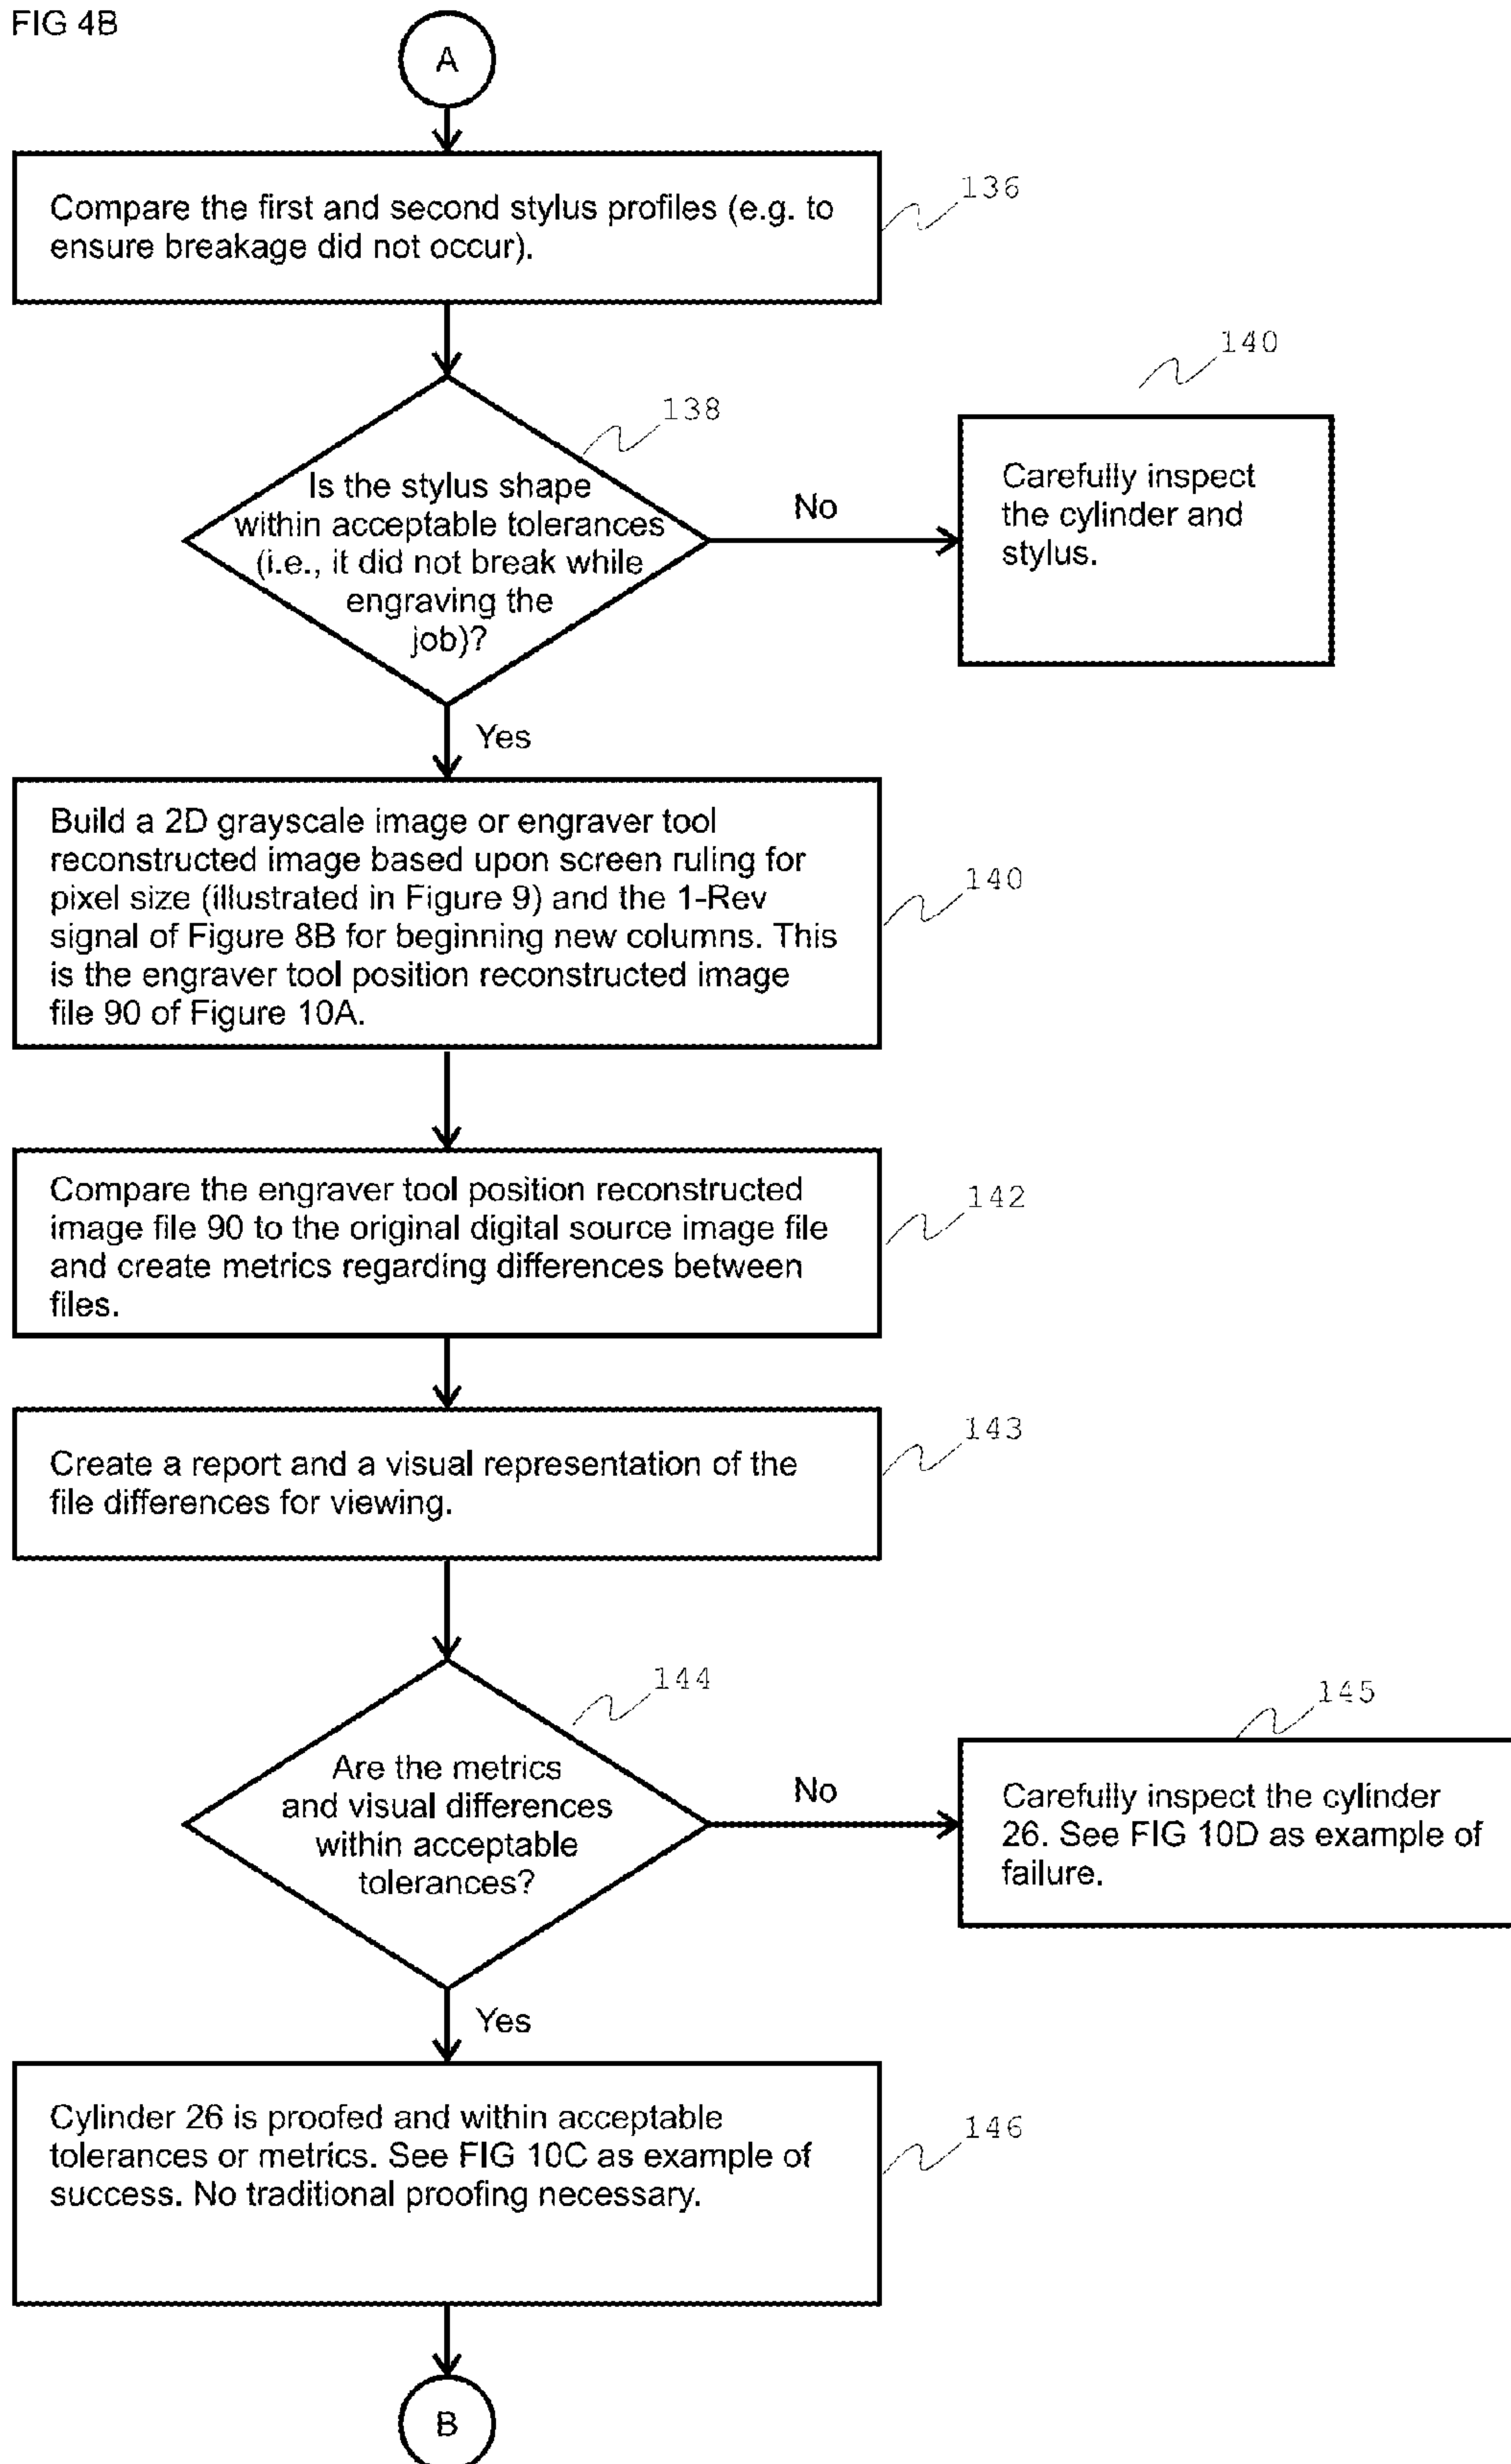 FIG 4B
A
Compare the first and second stylus profiles (e.g. to
ensure breakage did not occur).
136
138
Is the stylus shape
within acceptable tolerances
(i.e., it did not break while
engraving the
job)?
No
140
Carefully inspect
the cylinder and
stylus.
Yes
Build a 2D grayscale image or engraver tool
reconstructed image based upon screen ruling for
pixel size (illustrated in Figure 9) and the 1-Rev
signal of Figure 8B for beginning new columns. This
is the engraver tool position reconstructed image
file 90 of Figure 10A.
140
Compare the engraver tool position reconstructed
image file 90 to the original digital source image file
and create metrics regarding differences between
files.
142
Create a report and a visual representation of the
file differences for viewing.
143
144
Are the metrics
and visual differences
within acceptable
tolerances?
No
145
Carefully inspect the cylinder
26. See FIG 10D as example of
failure.
Yes
Cylinder 26 is proofed and within acceptable
tolerances or metrics. See FIG 10C as example of
success. No traditional proofing necessary.
146
B